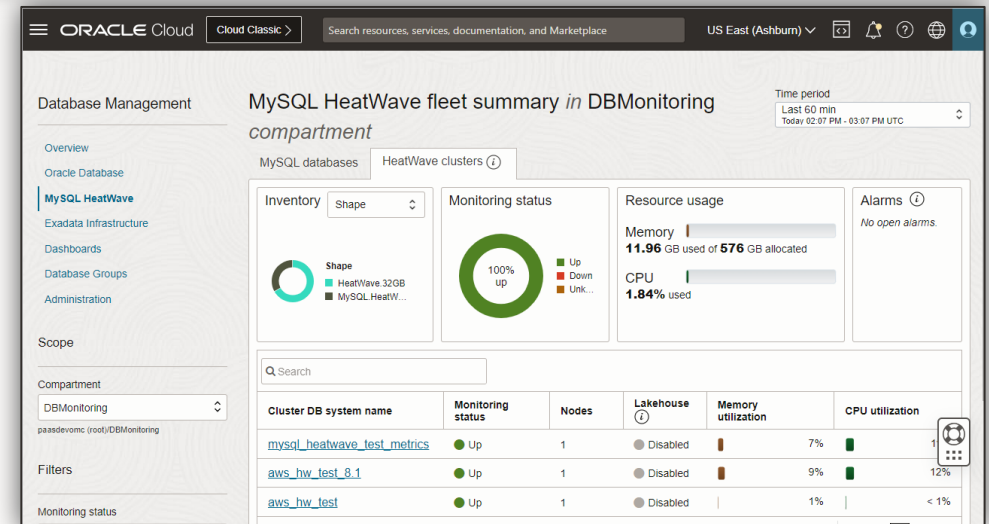 ORACLE Cloud
Cloud Classic >
Search resources, services, documentation, and Marketplace
US East (Ashburn)
Database Management
Overview
Oracle Database
MySQL HeatWave
Exadata Infrastructure
Dashboards
Database Groups
Administration
Scope
Compartment
DBMonitoring
paasdevomc (root)/DBMonitoring
Filters
Monitoring status
MySQL HeatWave fleet summary in DBMonitoring
compartment
Time period
Last 60 min
Today 02:07 PM - 03:07 PM UTC
MySQL databases
HeatWave clusters
Inventory
Shape
Shape
HeatWave.32GB
MySQL.HeatW...
Monitoring status
100%
up
Up
Down
Unk...
Resource usage
Memory
11.96 GB used of 576 GB allocated
CPU
1.84% used
Alarms
No open alarms.
Search
Cluster DB system name Monitoring status Nodes Lakehouse Memory utilization CPU utilization
mysql_heatwave_test_metrics Up 1 Disabled 7%
aws_hw_test_8.1 Up 1 Disabled 9% 12%
aws_hw_test Up 1 Disabled 1% < 1%